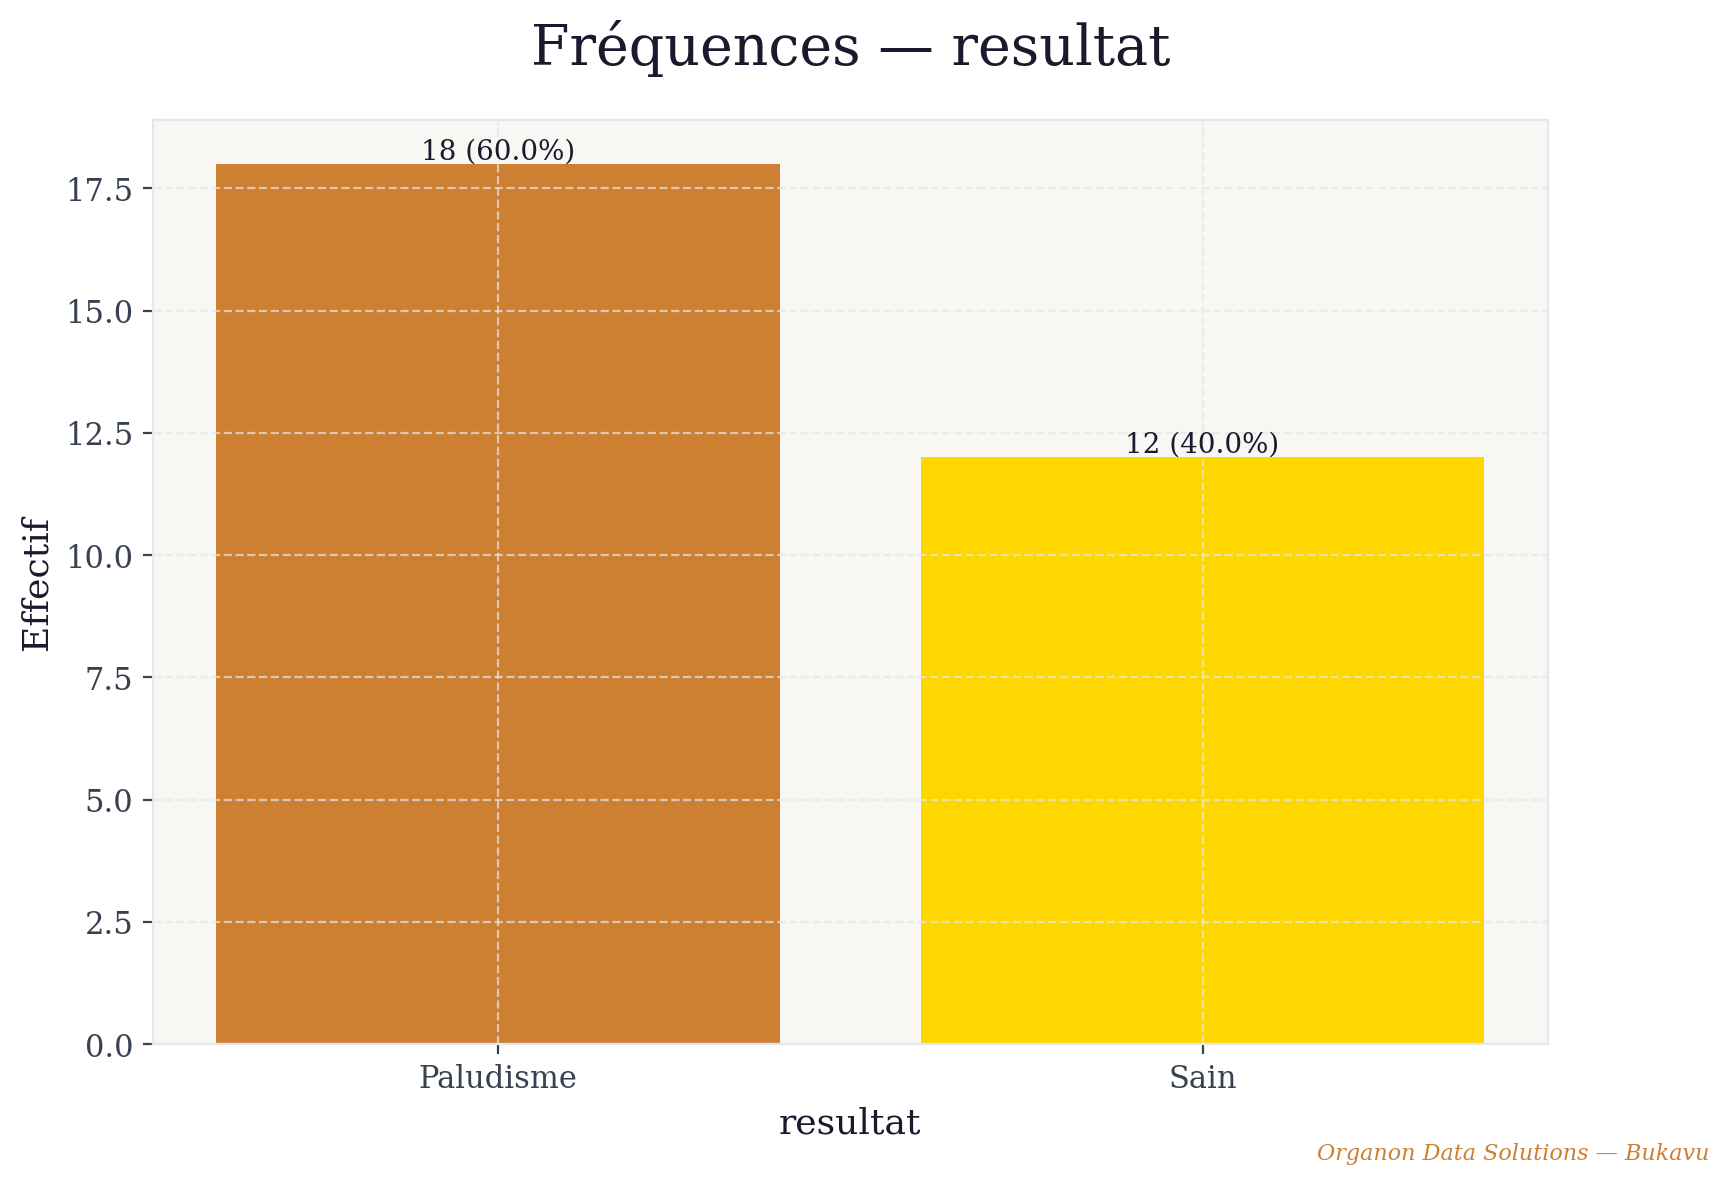 Fréquences — resultat
18 (60.0%)
12 (40.0%)
17.5
15.0
12.5
10.0
7.5
5.0
2.5
0.0
Effectif
Paludisme
Sain
resultat
Organon Data Solutions — Bukavu